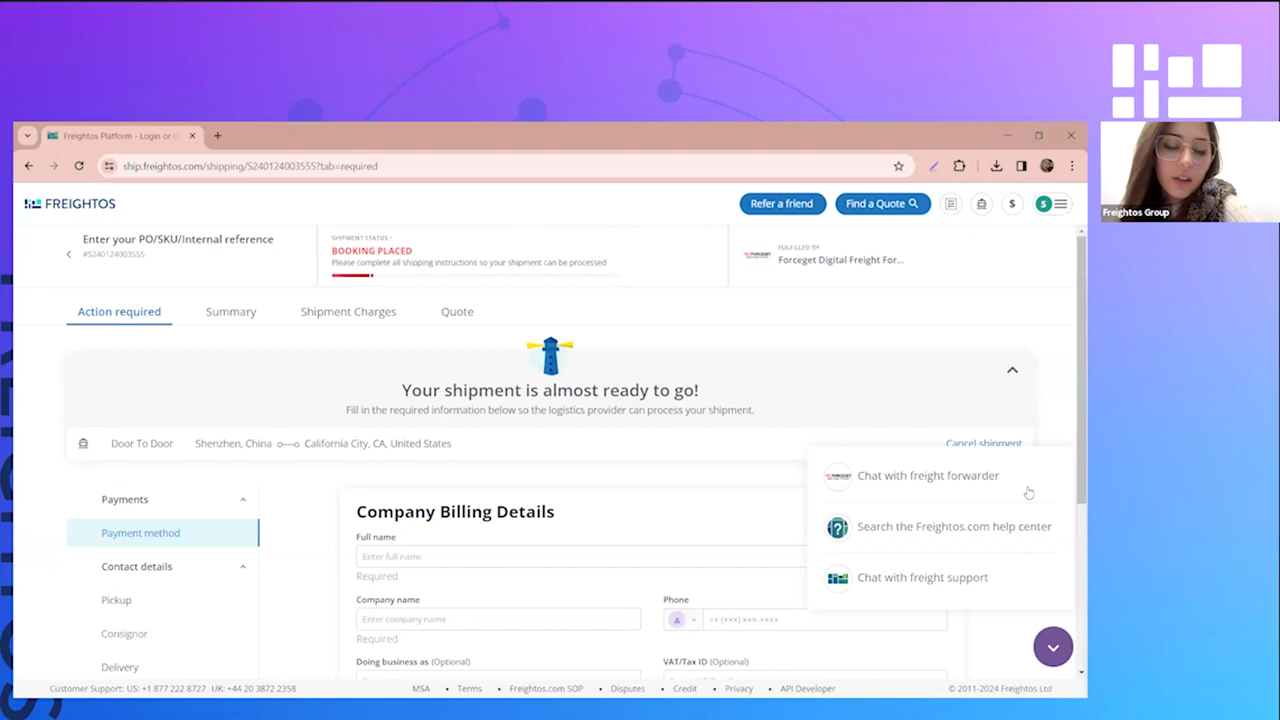 Freightos Platform - Login or
ship.freightos.com/shipping/S2401240035​55?tab=required
FREIGHTOS
Refer a friend
Find a Quote
$
S
Enter your PO/SKU/Internal reference
#S240124003555
SHIPMENT STATUS
BOOKING PLACED
Please complete all shipping instructions so your shipment can be processed
FORCEGET
FULFILLED BY
Forceget Digital Freight For...
Freightos Group
Action required
Summary
Shipment Charges
Quote
Your shipment is almost ready to go!
Fill in the required information below so the logistics provider can process your shipment.
Door To Door
Shenzhen, China
California City, CA, United States
Cancel shipment
FORCEGET
Chat with freight forwarder
Search the Freightos.com help center
Chat with freight support
Payments
Payment method
Contact details
Pickup
Consignor
Delivery
Company Billing Details
Full name
Enter full name
Required
Company name
Enter company name
Required
Phone
+x (xxx) xxx-xxxx
Doing business as (Optional)
VAT/Tax ID (Optional)
Customer Support: US: +1 877 222 8727 UK: +44 20 3872 2358
MSA • Terms • Freightos.com SOP • Disputes • Credit • Privacy • API Developer
© 2011-2024 Freightos Ltd